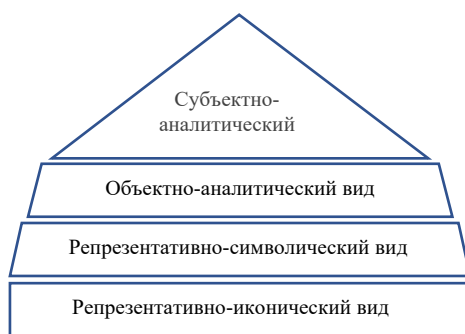 Субъектно-
аналитический
Объектно-аналитический вид
Репрезентативно-символический вид
Репрезентативно-иконический вид